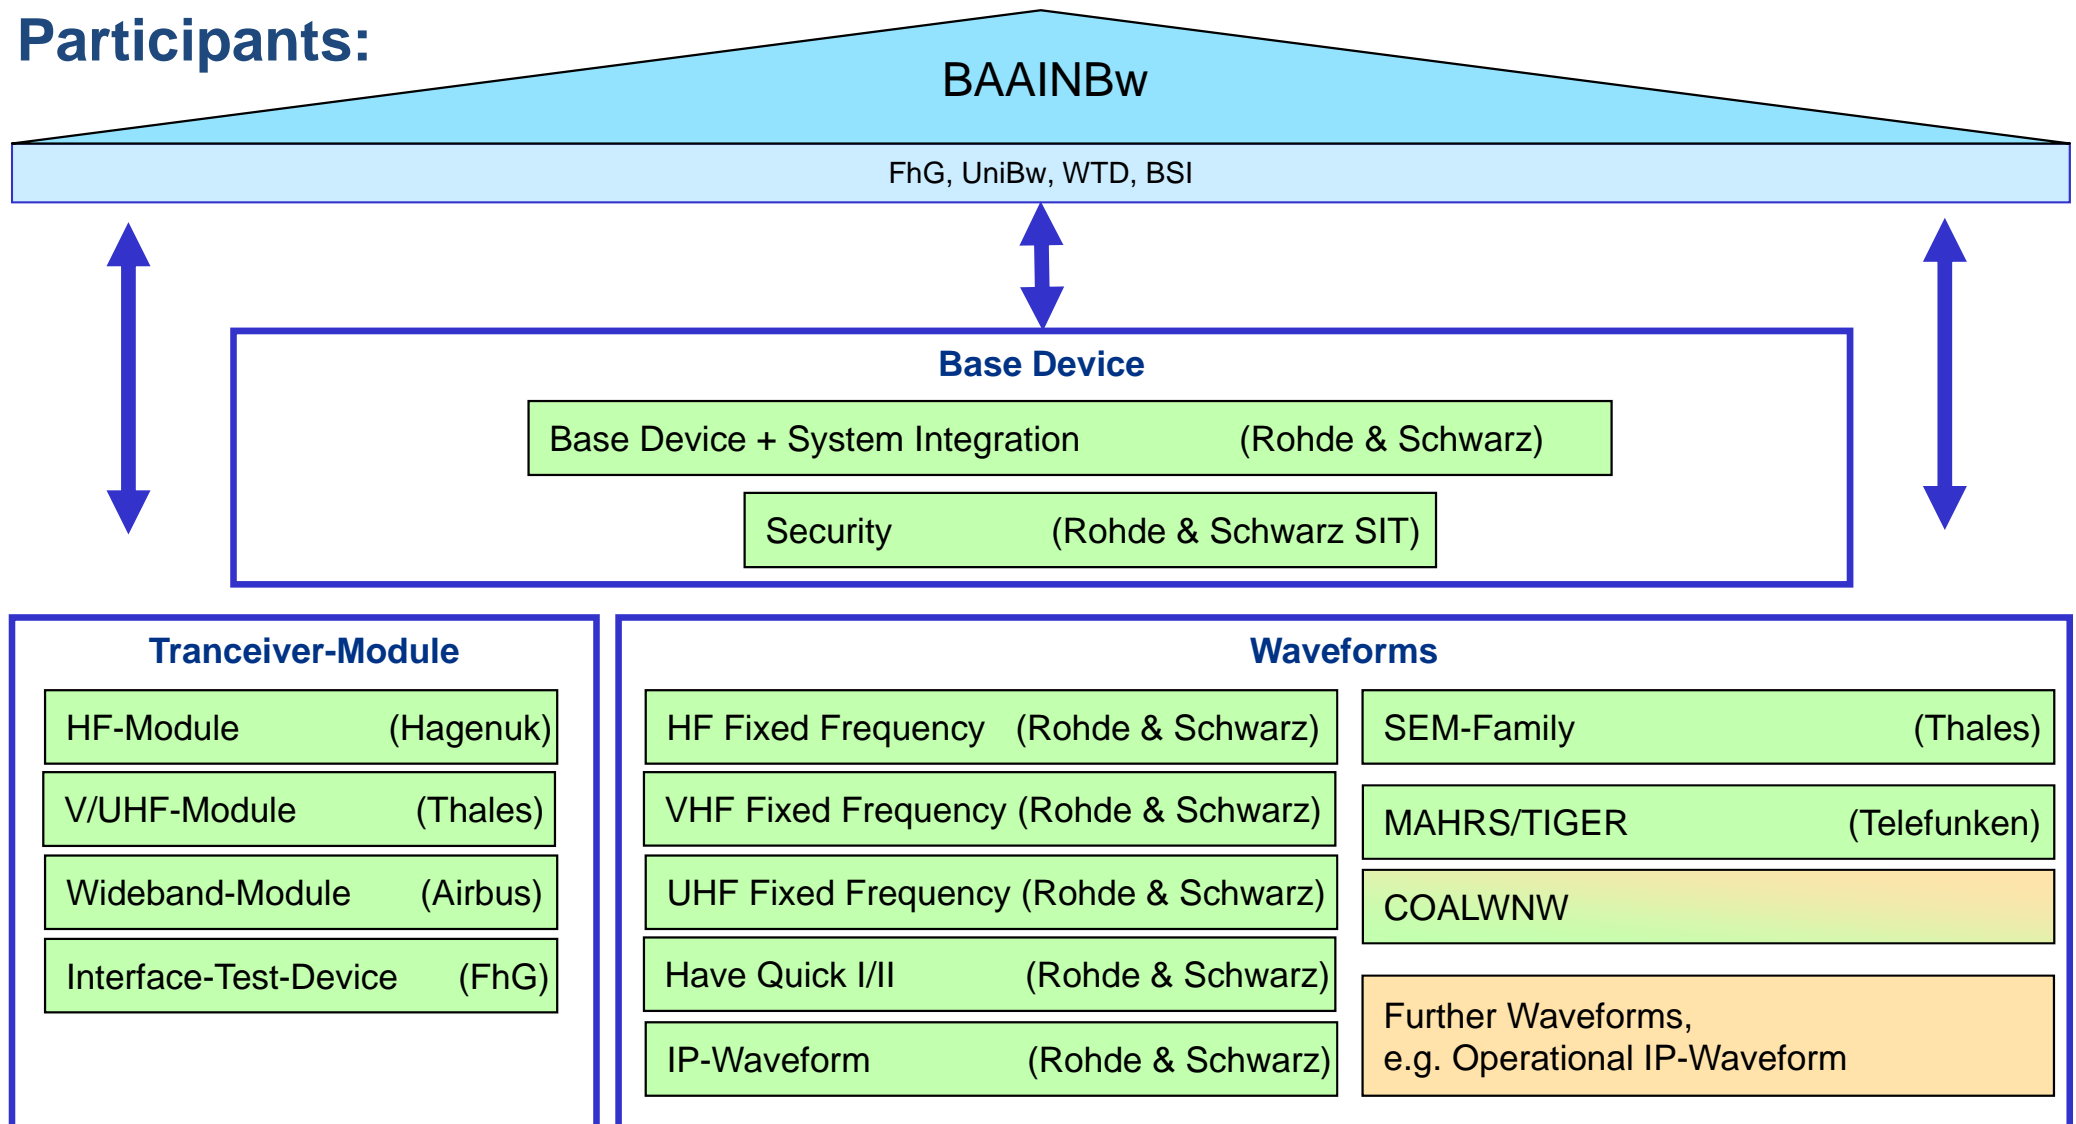 Participants:
BAAINBw
FhG, UniBw, WTD, BSI
Base Device
Base Device + System Integration (Rohde & Schwarz)
Security (Rohde & Schwarz SIT)
Tranceiver-Module
HF-Module (Hagenuk)
V/UHF-Module (Thales)
Wideband-Module (Airbus)
Interface-Test-Device (FhG)
Waveforms
HF Fixed Frequency (Rohde & Schwarz)
VHF Fixed Frequency (Rohde & Schwarz)
UHF Fixed Frequency (Rohde & Schwarz)
Have Quick I/II (Rohde & Schwarz)
IP-Waveform (Rohde & Schwarz)
SEM-Family (Thales)
MAHRS/TIGER (Telefunken)
COALWNW
Further Waveforms,
e.g. Operational IP-Waveform